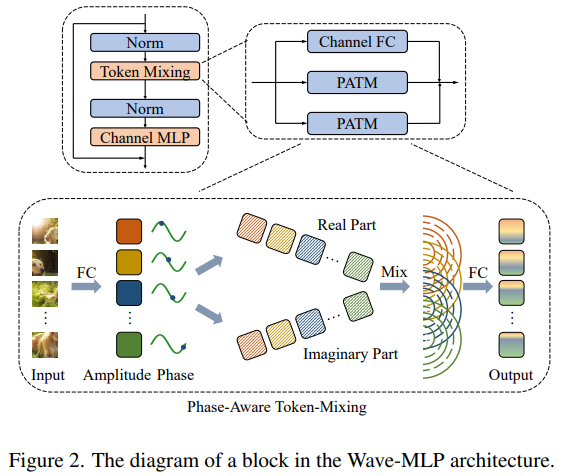 Norm
Token Mixing
Norm
Channel MLP
Channel FC
PATM
PATM
FC
Real Part
Mix
FC
Imaginary Part
Input
Amplitude Phase
Output
Phase-Aware Token-Mixing
Figure 2. The diagram of a block in the Wave-MLP architecture.